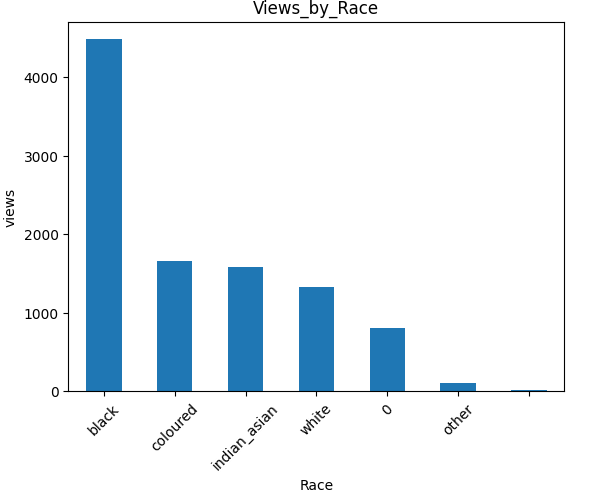 Views_by_Race
views
4000
3000
2000
1000
0
black
coloured
indian_asian
white
0
other
Race